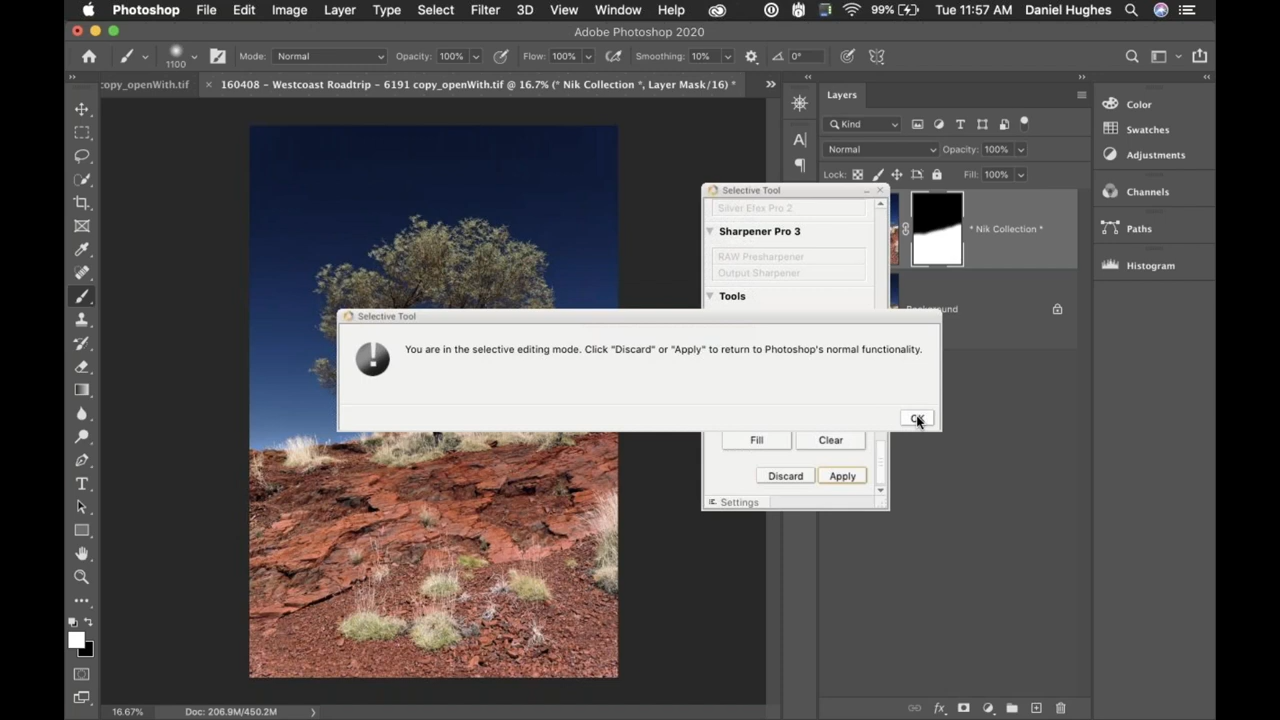 Photoshop File Edit Image Layer Type Select Filter 3D View Window Help 99% Tue 11:57 AM Daniel Hughes
Adobe Photoshop 2020
1100 Mode: Normal Opacity: 100% Flow: 100% Smoothing: 10% 0°
copy_openWith.tif × 160408 – Westcoast Roadtrip – 6191 copy_openWith.tif @ 16.7% (* Nik Collection *, Layer Mask/16) *
Layers
Kind
Normal Opacity: 100%
Lock: Fill: 100%
* Nik Collection *
Background
Color
Swatches
Adjustments
Channels
Paths
Histogram
Selective Tool
Silver Efex Pro 2
Sharpener Pro 3
RAW Presharpener
Output Sharpener
Tools
Selective Tool
You are in the selective editing mode. Click "Discard" or "Apply" to return to Photoshop's normal functionality.
OK
Fill Clear
Discard Apply
Settings
16.67% Doc: 206.9M/450.2M